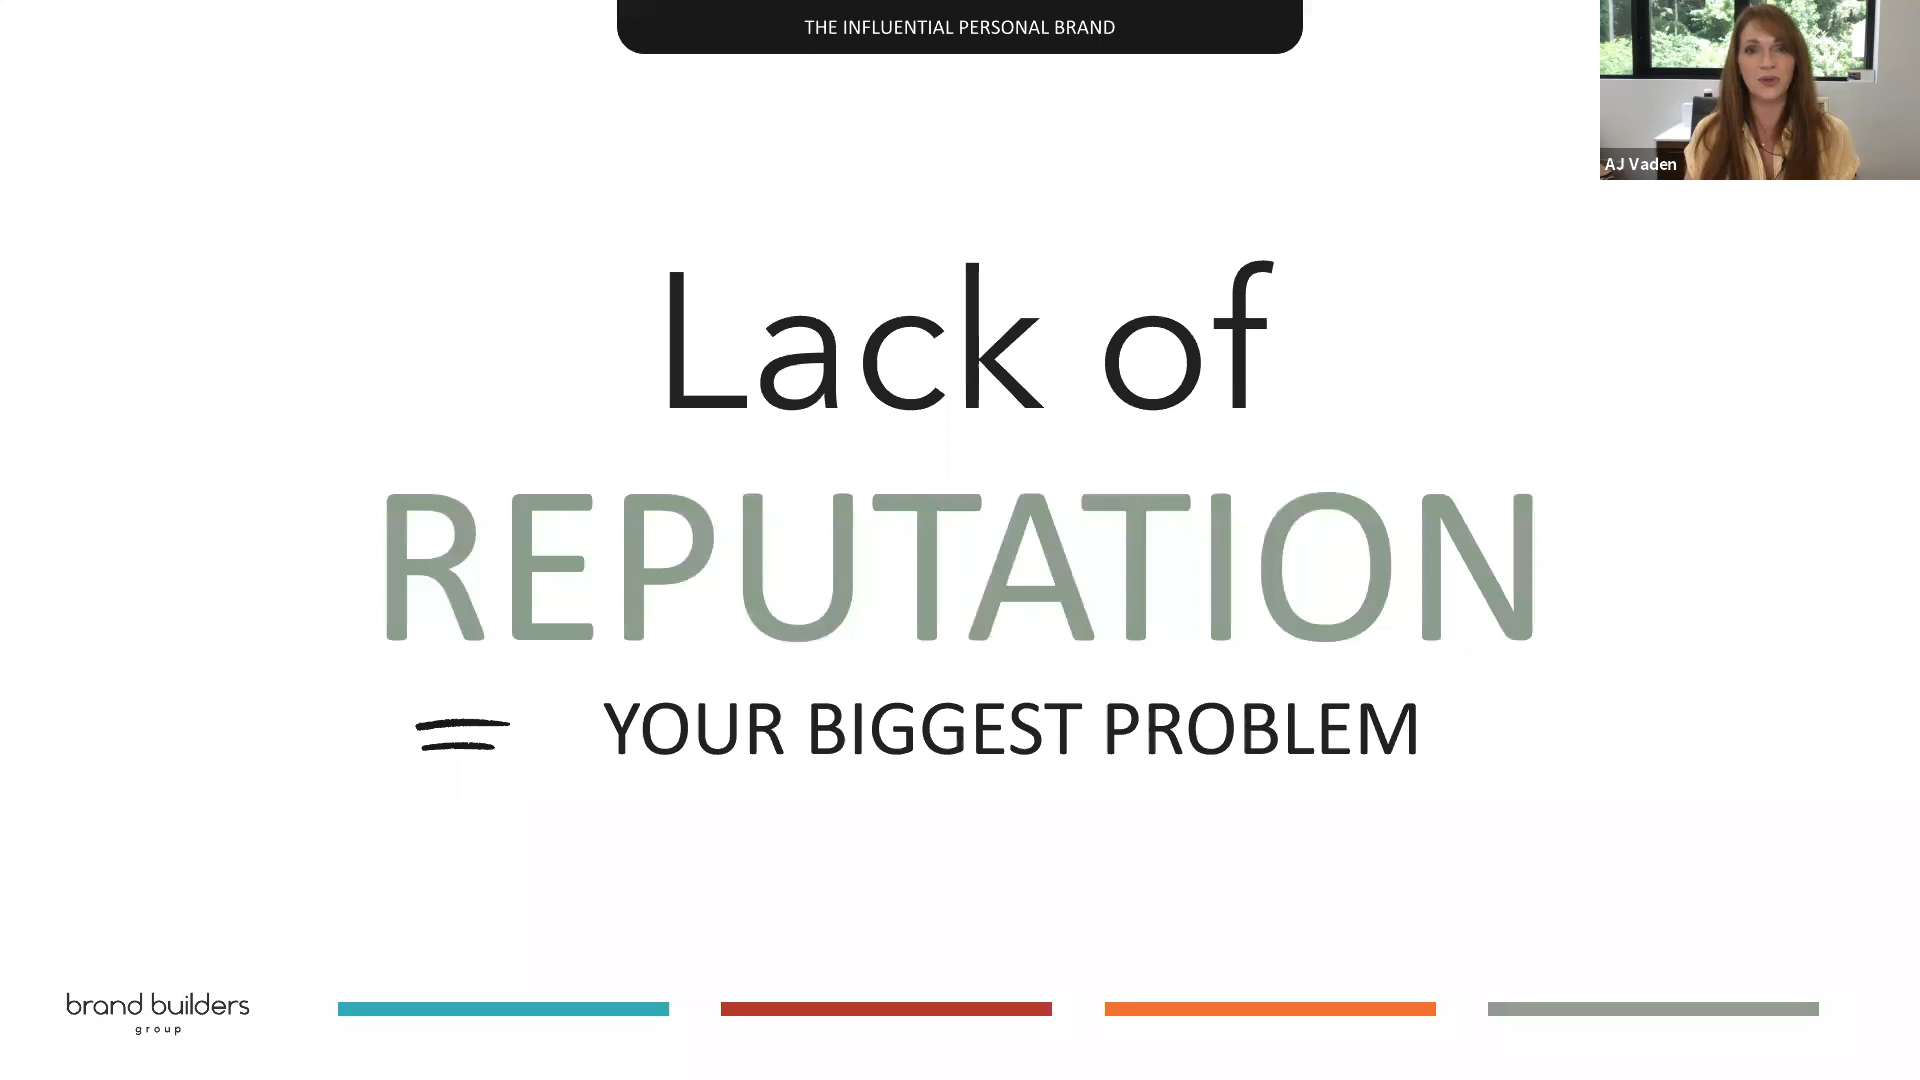 THE INFLUENTIAL PERSONAL BRAND
AJ Vaden
Lack of
REPUTATION
= YOUR BIGGEST PROBLEM
brand builders
group